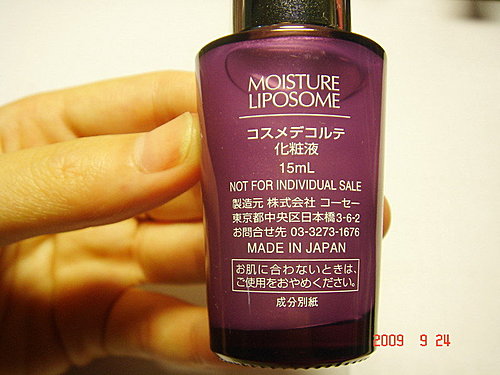 MOISTURE
LIPOSOME
コスメデコルテ
化粧液
15mL
NOT FOR INDIVIDUAL SALE
製造元 株式会社 コーセー
東京都中央区日本橋3-6-2
お問合せ先 03-3273-1676
MADE IN JAPAN
お肌に合わないときは、
ご使用をおやめください。
成分別紙
2009 9 24